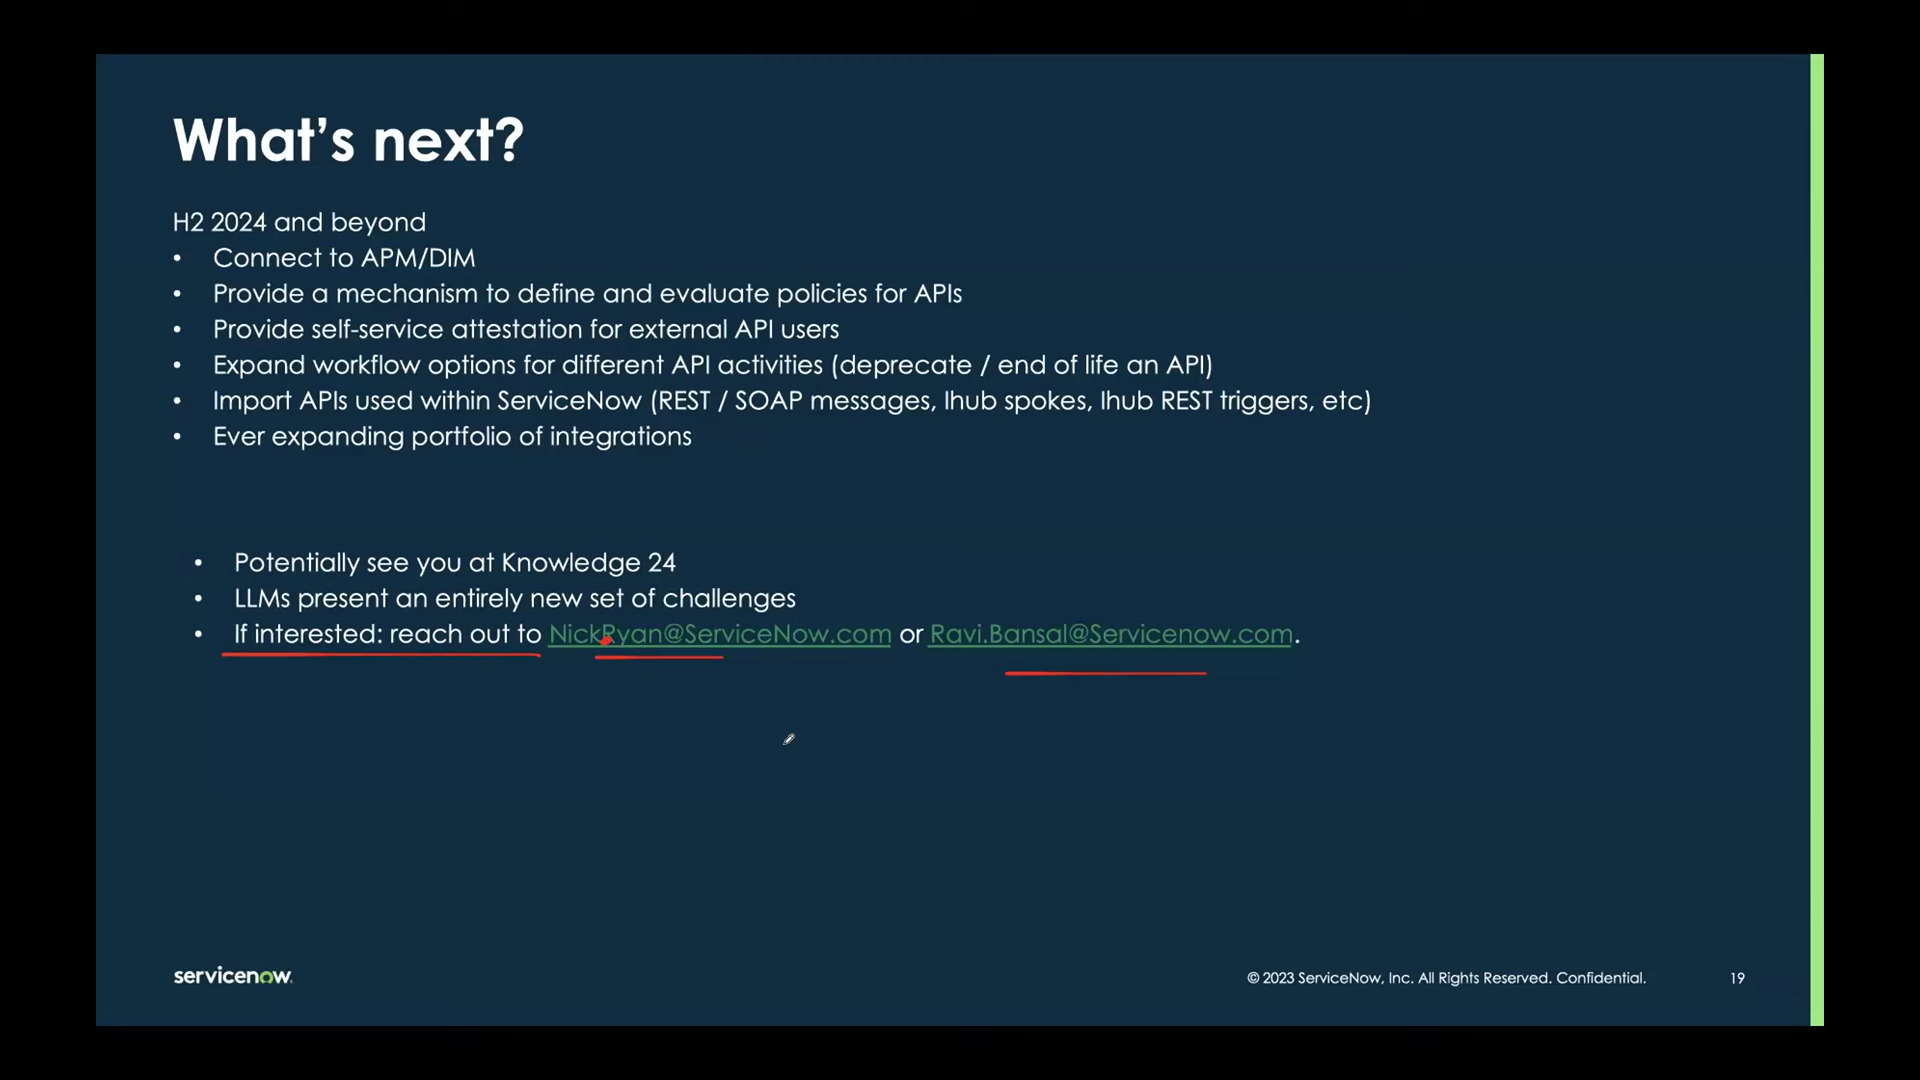 What's next?
H2 2024 and beyond
• Connect to APM/DIM
• Provide a mechanism to define and evaluate policies for APIs
• Provide self-service attestation for external API users
• Expand workflow options for different API activities (deprecate / end of life an API)
• Import APIs used within ServiceNow (REST / SOAP messages, Ihub spokes, Ihub REST triggers, etc)
• Ever expanding portfolio of integrations
• Potentially see you at Knowledge 24
• LLMs present an entirely new set of challenges
• If interested: reach out to NickRyan@ServiceNow.com or Ravi.Bansal@Servicenow.com.
servicenow.
© 2023 ServiceNow, Inc. All Rights Reserved. Confidential.
19